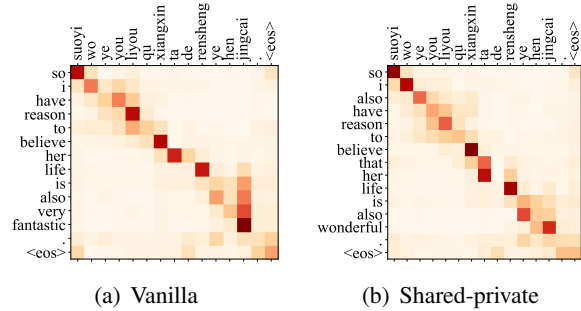 suoyi wo ye you liyou qu xiangxin ta de rensheng ye hen jingcai . <eos>
so
i
have
reason
to
believe
her
life
is
also
very
fantastic
.
<eos>
(a) Vanilla
suoyi wo ye you liyou qu xiangxin ta de rensheng ye hen jingcai . <eos>
so
i
also
have
reason
to
believe
that
her
life
is
also
wonderful
.
<eos>
(b) Shared-private